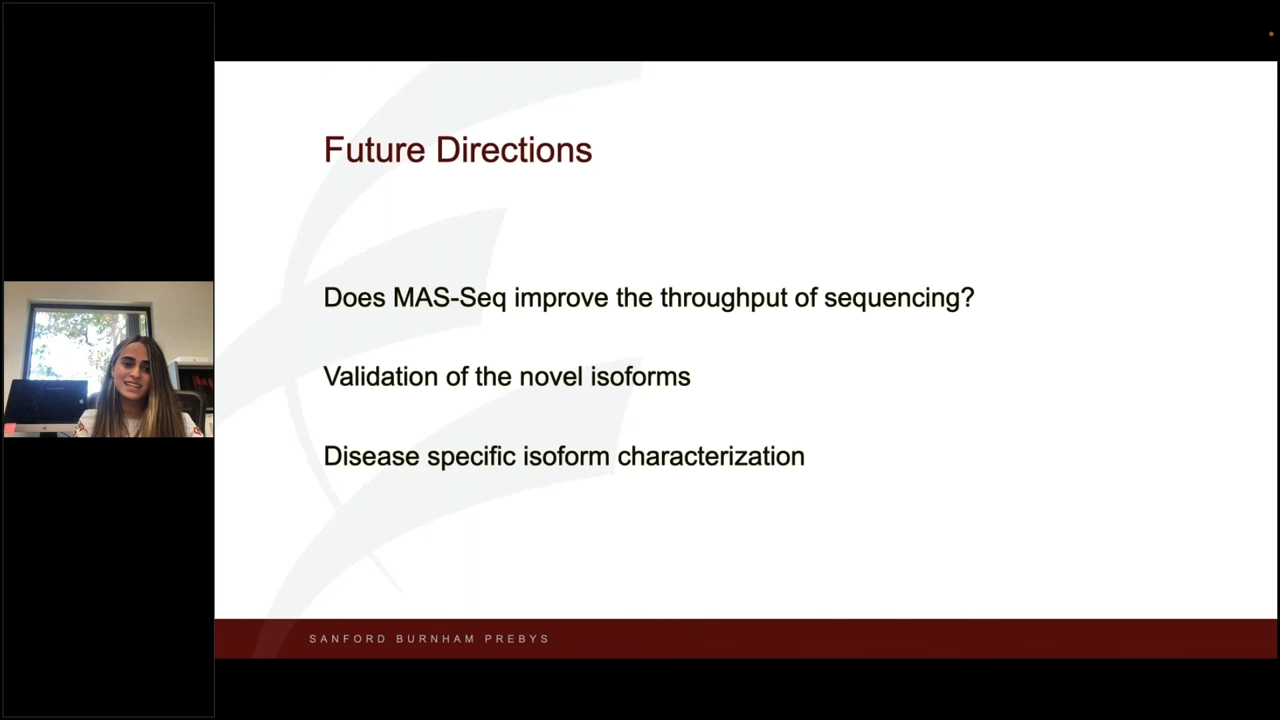 Future Directions
Does MAS-Seq improve the throughput of sequencing?
Validation of the novel isoforms
Disease specific isoform characterization
SANFORD BURNHAM PREBYS